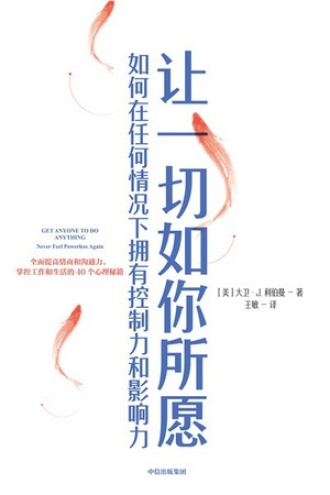 让一切如你所愿
如何在任何情况下拥有控制力和影响力
GET ANYONE TO DO
ANYTHING
Never Feel Powerless Again
全面提高情商和沟通力、
掌控工作和生活的 40 个心理秘籍
[美]大卫·J.利伯曼—著
王敏—译
中信出版集团